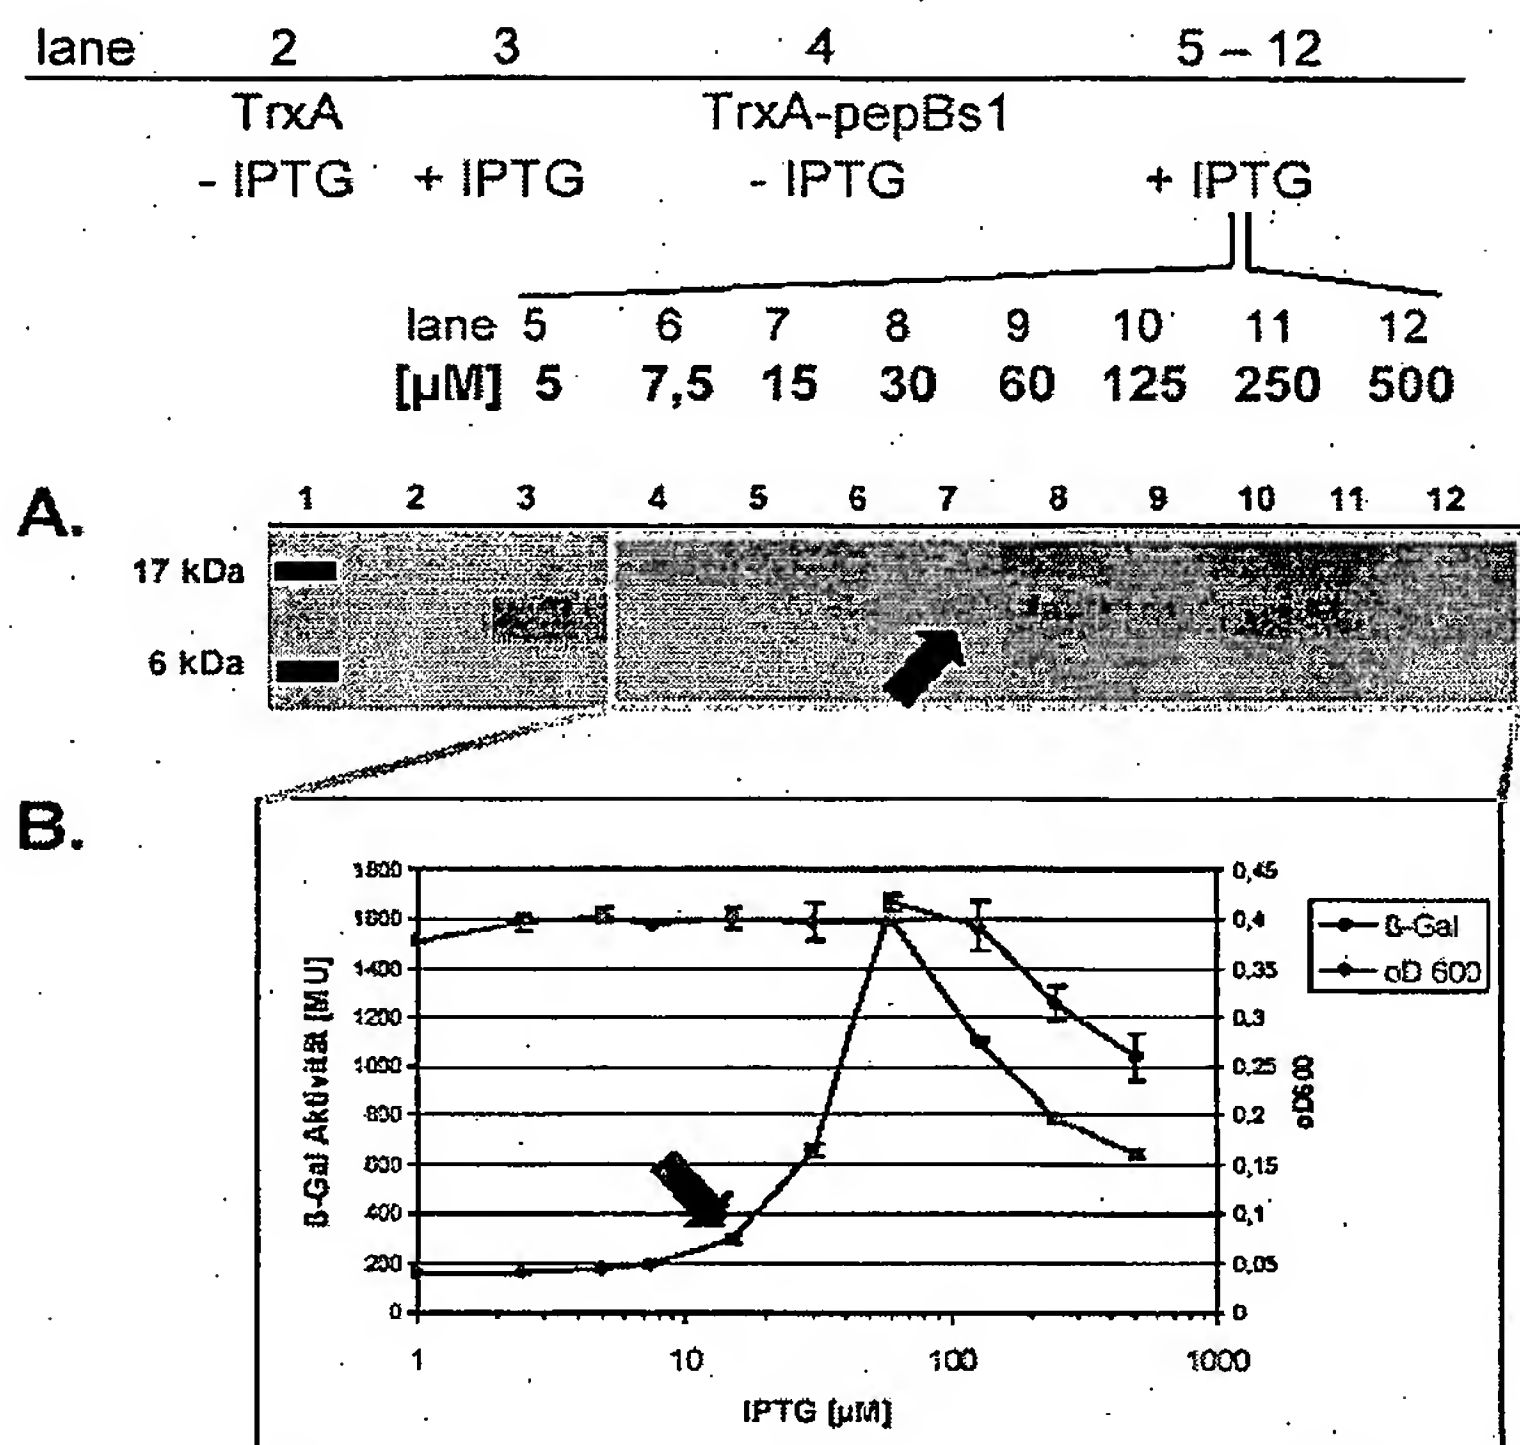 lane 2 3 4 5 – 12
TrxA TrxA-pepBs1
- IPTG + IPTG - IPTG + IPTG
lane 5 6 7 8 9 10 11 12
[µM] 5 7,5 15 30 60 125 250 500
A.
1 2 3 4 5 6 7 8 9 10 11 12
17 kDa
6 kDa
B.
1800
1600
1400
1200
1000
800
600
400
200
0
ß-Gal Aktivität [MU]
0,45
0,4
0,35
0,3
0,25
0,2
0,15
0,1
0,05
0
oD600
ß-Gal
oD 600
1 10 100 1000
IPTG [µM]